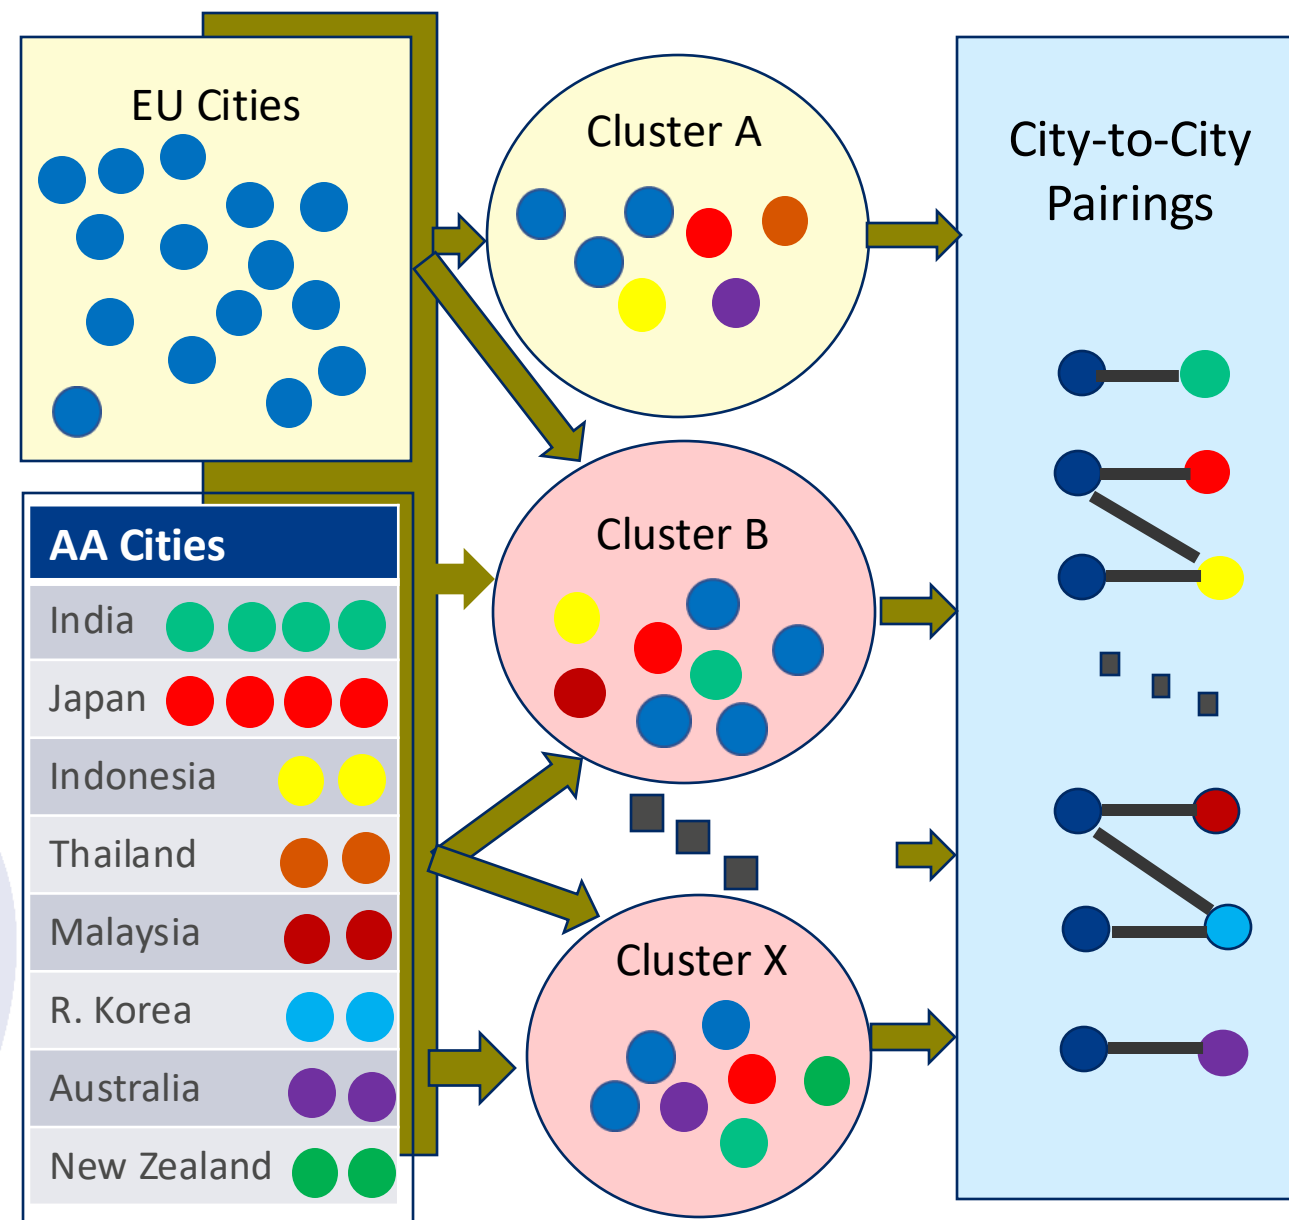 EU Cities
AA Cities
India
Japan
Indonesia
Thailand
Malaysia
R. Korea
Australia
New Zealand
Cluster A
Cluster B
Cluster X
City-to-City
Pairings